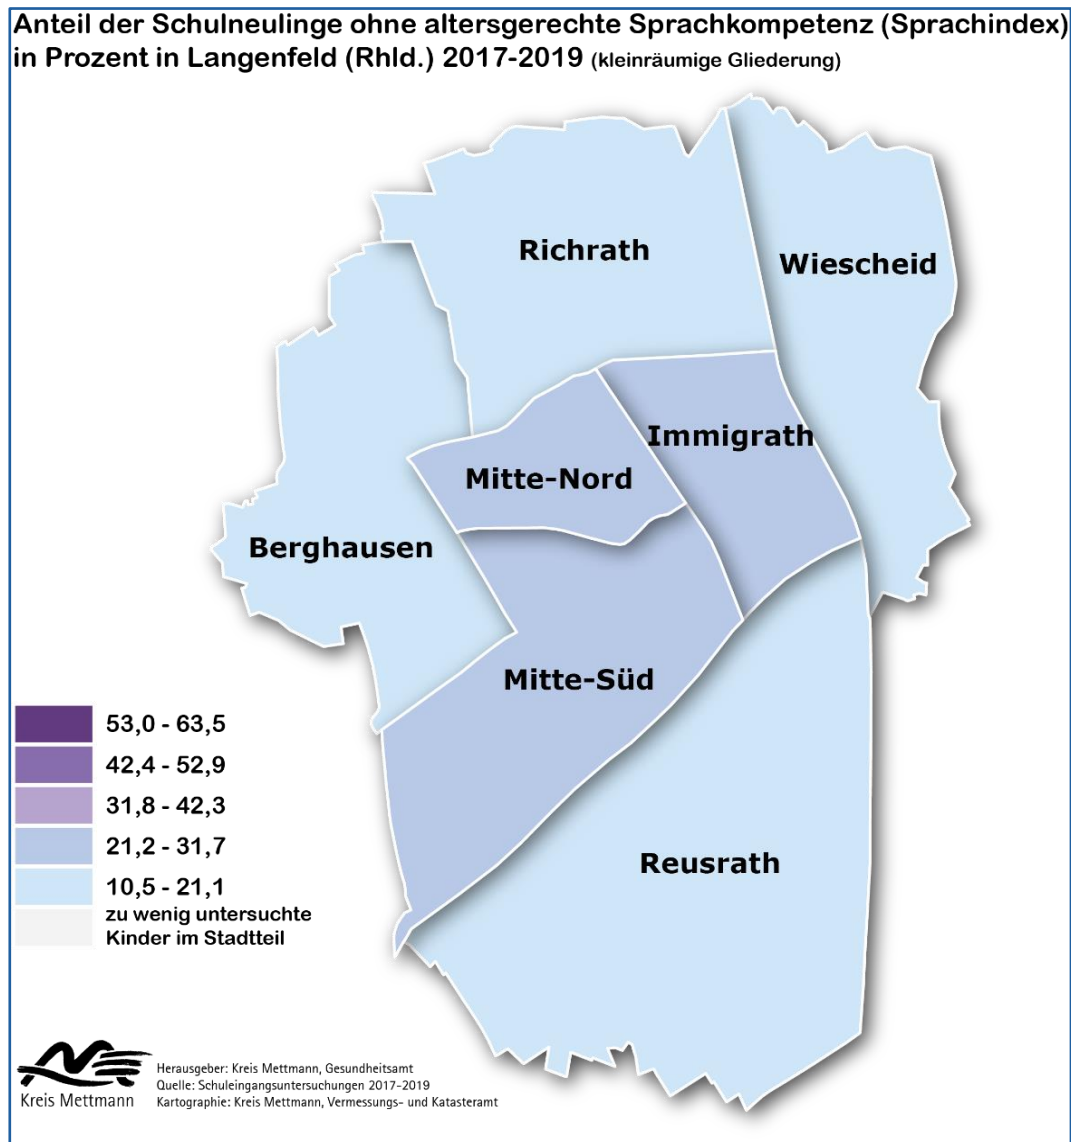 Anteil der Schulneulinge ohne altersgerechte Sprachkompetenz (Sprachindex)
in Prozent in Langenfeld (Rhld.) 2017-2019 (kleinräumige Gliederung)
Richrath
Wiescheid
Immigrath
Mitte-Nord
Berghausen
Mitte-Süd
Reusrath
53,0 - 63,5
42,4 - 52,9
31,8 - 42,3
21,2 - 31,7
10,5 - 21,1
zu wenig untersuchte
Kinder im Stadtteil
Kreis Mettmann
Herausgeber: Kreis Mettmann, Gesundheitsamt
Quelle: Schuleingangsuntersuchungen 2017-2019
Kartographie: Kreis Mettmann, Vermessungs- und Katasteramt